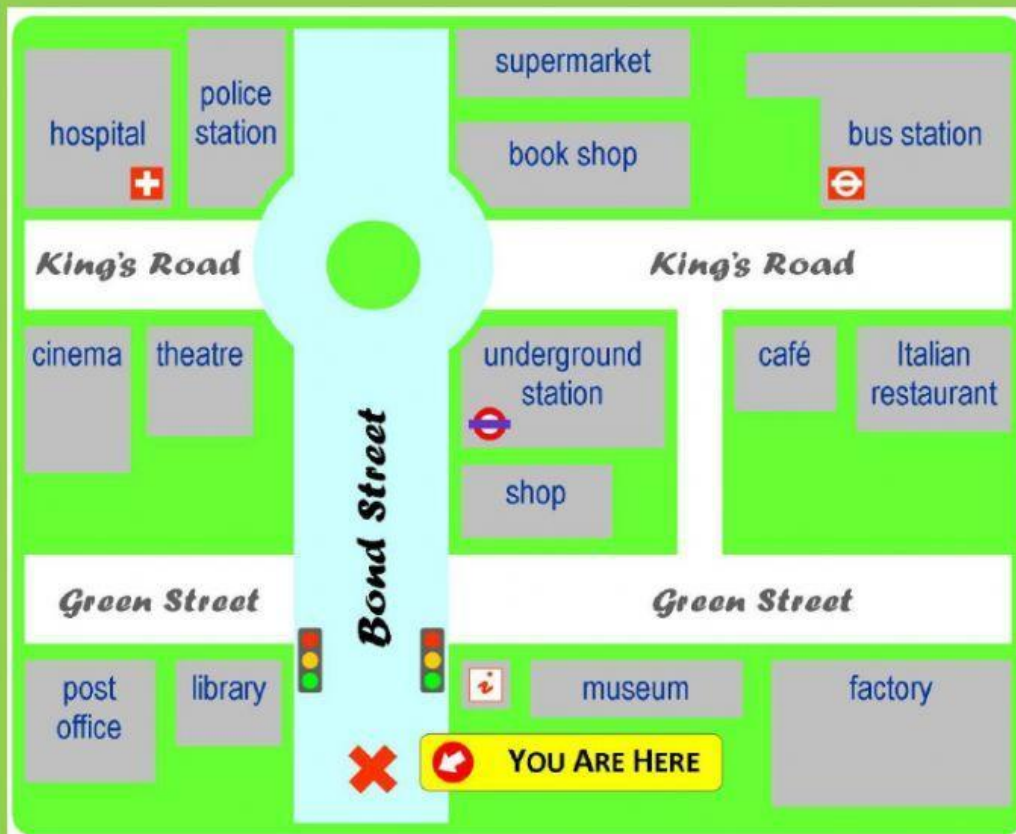 hospital
police
station
supermarket
book shop
bus station
King's Road
King's Road
cinema
theatre
underground
station
café
Italian
restaurant
shop
Bond Street
Green Street
Green Street
post
office
library
i
museum
factory
YOU ARE HERE